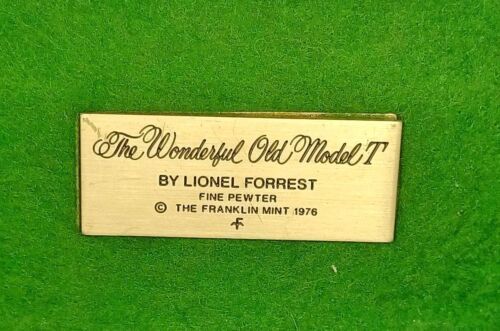 The Wonderful Old Model T
BY LIONEL FORREST
FINE PEWTER
© THE FRANKLIN MINT 1976